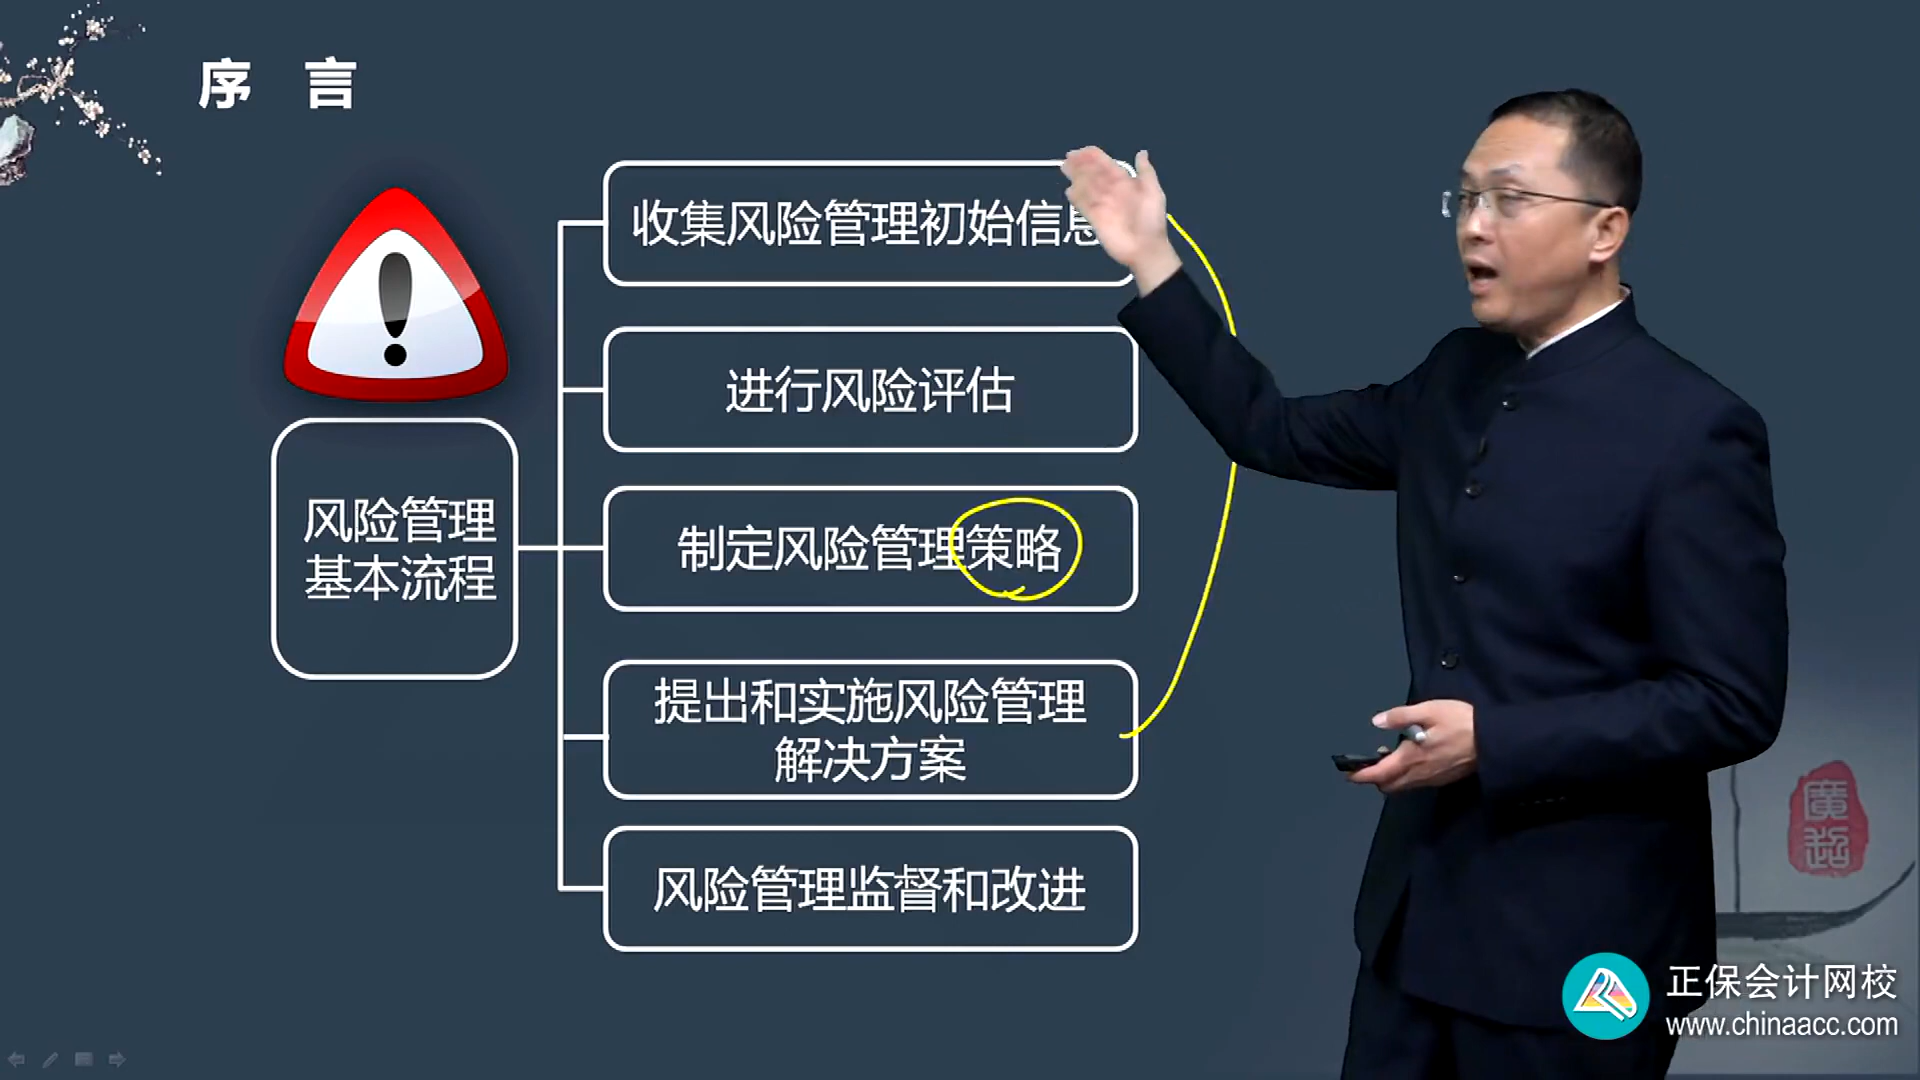 序 言
收集风险管理初始信息
进行风险评估
制定风险管理策略
提出和实施风险管理
解决方案
风险管理监督和改进
风险管理
基本流程
廣超
正保会计网校
www.chinaacc.com